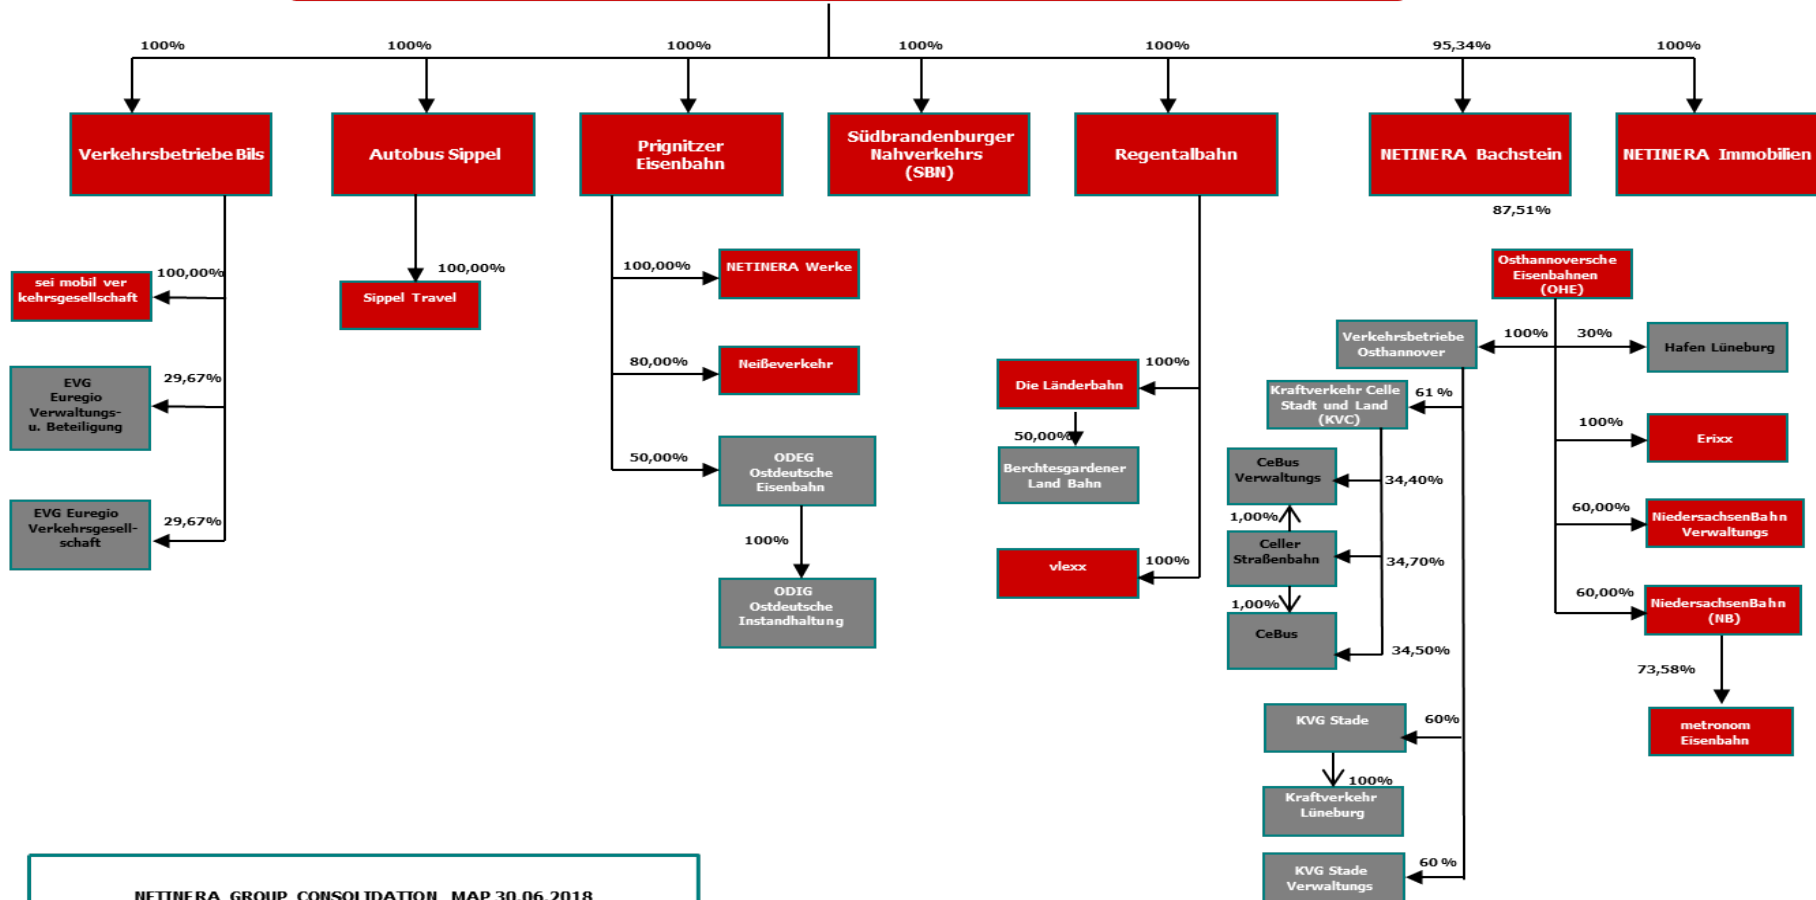 100%
100%
100%
100%
100%
95,34%
100%
Verkehrsbetriebe Bils
Autobus Sippel
Prignitzer
Eisenbahn
Südbrandenburger
Nahverkehrs
(SBN)
Regentalbahn
NETINERA Bachstein
NETINERA Immobilien
87,51%
sei mobil ver
kehrsgesellschaft
100,00%
EVG
Euregio
Verwaltungs-
u. Beteiligung
29,67%
EVG Euregio
Verkehrsgesell-
schaft
29,67%
100,00%
Sippel Travel
100,00%
NETINERA Werke
80,00%
Neißeverkehr
50,00%
ODEG
Ostdeutsche
Eisenbahn
100%
ODIG
Ostdeutsche
Instandhaltung
Die Länderbahn
100%
50,00%
Berchtesgardener
Land Bahn
vlexx
100%
Osthannoversche
Eisenbahnen
(OHE)
Verkehrsbetriebe
Osthannover
100%
30%
Hafen Lüneburg
Kraftverkehr Celle
Stadt und Land
(KVC)
61 %
100%
Erixx
CeBus
Verwaltungs
34,40%
1,00%
Celler
Straßenbahn
34,70%
1,00%
CeBus
34,50%
60,00%
NiedersachsenBahn
Verwaltungs
60,00%
NiedersachsenBahn
(NB)
73,58%
metronom
Eisenbahn
KVG Stade
60%
100%
Kraftverkehr
Lüneburg
KVG Stade
Verwaltungs
60 %
NETINERA GROUP CONSOLIDATION MAP 30.06.2018